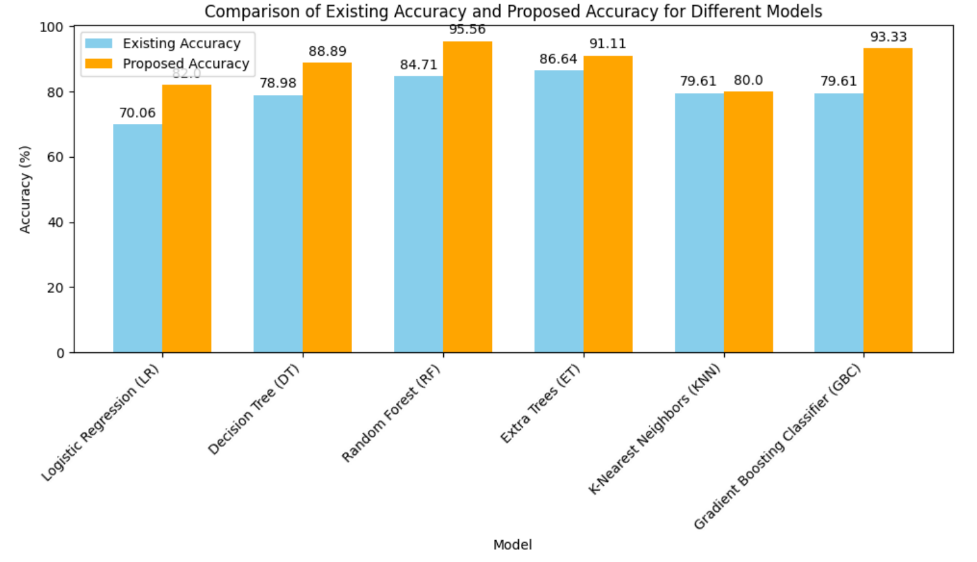 Comparison of Existing Accuracy and Proposed Accuracy for Different Models
Existing Accuracy
Proposed Accuracy
Accuracy (%)
100
80
60
40
20
0
70.06
82.0
78.98
88.89
84.71
95.56
86.64
91.11
79.61
80.0
79.61
93.33
Logistic Regression (LR)
Decision Tree (DT)
Random Forest (RF)
Extra Trees (ET)
K-Nearest Neighbors (KNN)
Gradient Boosting Classifier (GBC)
Model